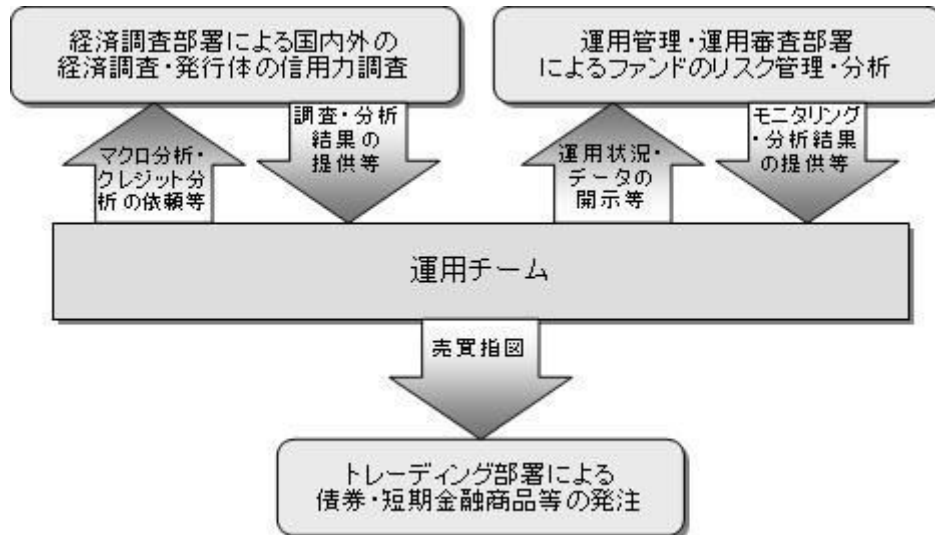 経済調査部署による国内外の
経済調査・発行体の信用力調査
運用管理・運用審査部署
によるファンドのリスク管理・分析
マクロ分析・
クレジット分
析の依頼等
調査・分析
結果の
提供等
運用状況・
データの
開示等
モニタリング
・分析結果
の提供等
運用チーム
売買指図
トレーディング部署による
債券・短期金融商品等の発注